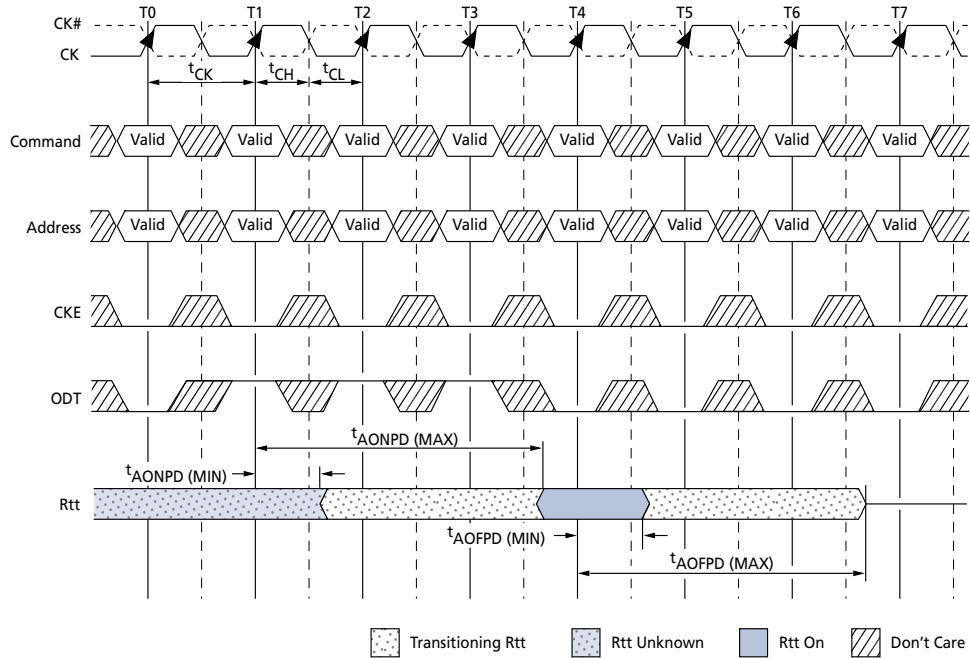 T0 T1 T2 T3 T4 T5 T6 T7
CK#
CK
tCK tCH tCL
Command Valid Valid Valid Valid Valid Valid Valid Valid
Address Valid Valid Valid Valid Valid Valid Valid Valid
CKE
ODT
tAONPD (MAX)
tAONPD (MIN)
Rtt
tAOFPD (MIN)
tAOFPD (MAX)
Transitioning Rtt Rtt Unknown Rtt On Don't Care